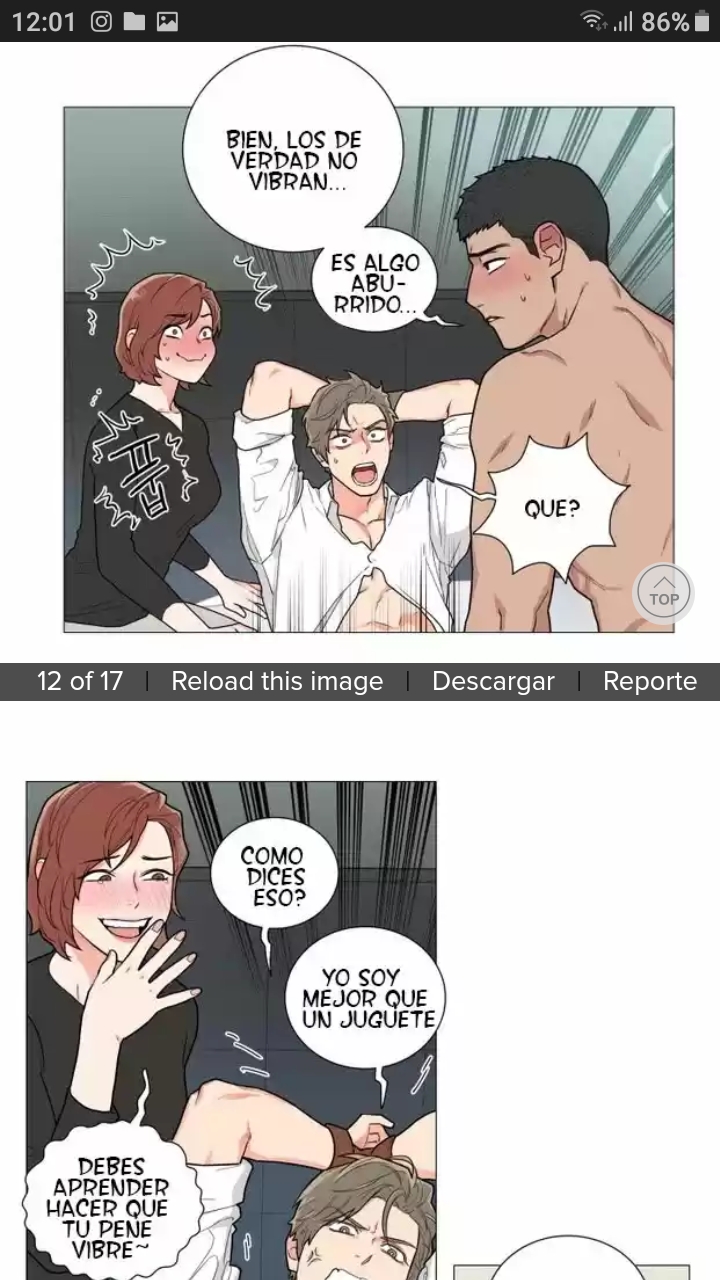 12:01
86%
BIEN, LOS DE
VERDAD NO
VIBRAN...
ES ALGO
ABU-
RRIDO...
풉
QUE?
TOP
12 of 17 | Reload this image | Descargar | Reporte
COMO
DICES
ESO?
YO SOY
MEJOR QUE
UN JUGUETE
DEBES
APRENDER
HACER QUE
TU PENE
VIBRE~